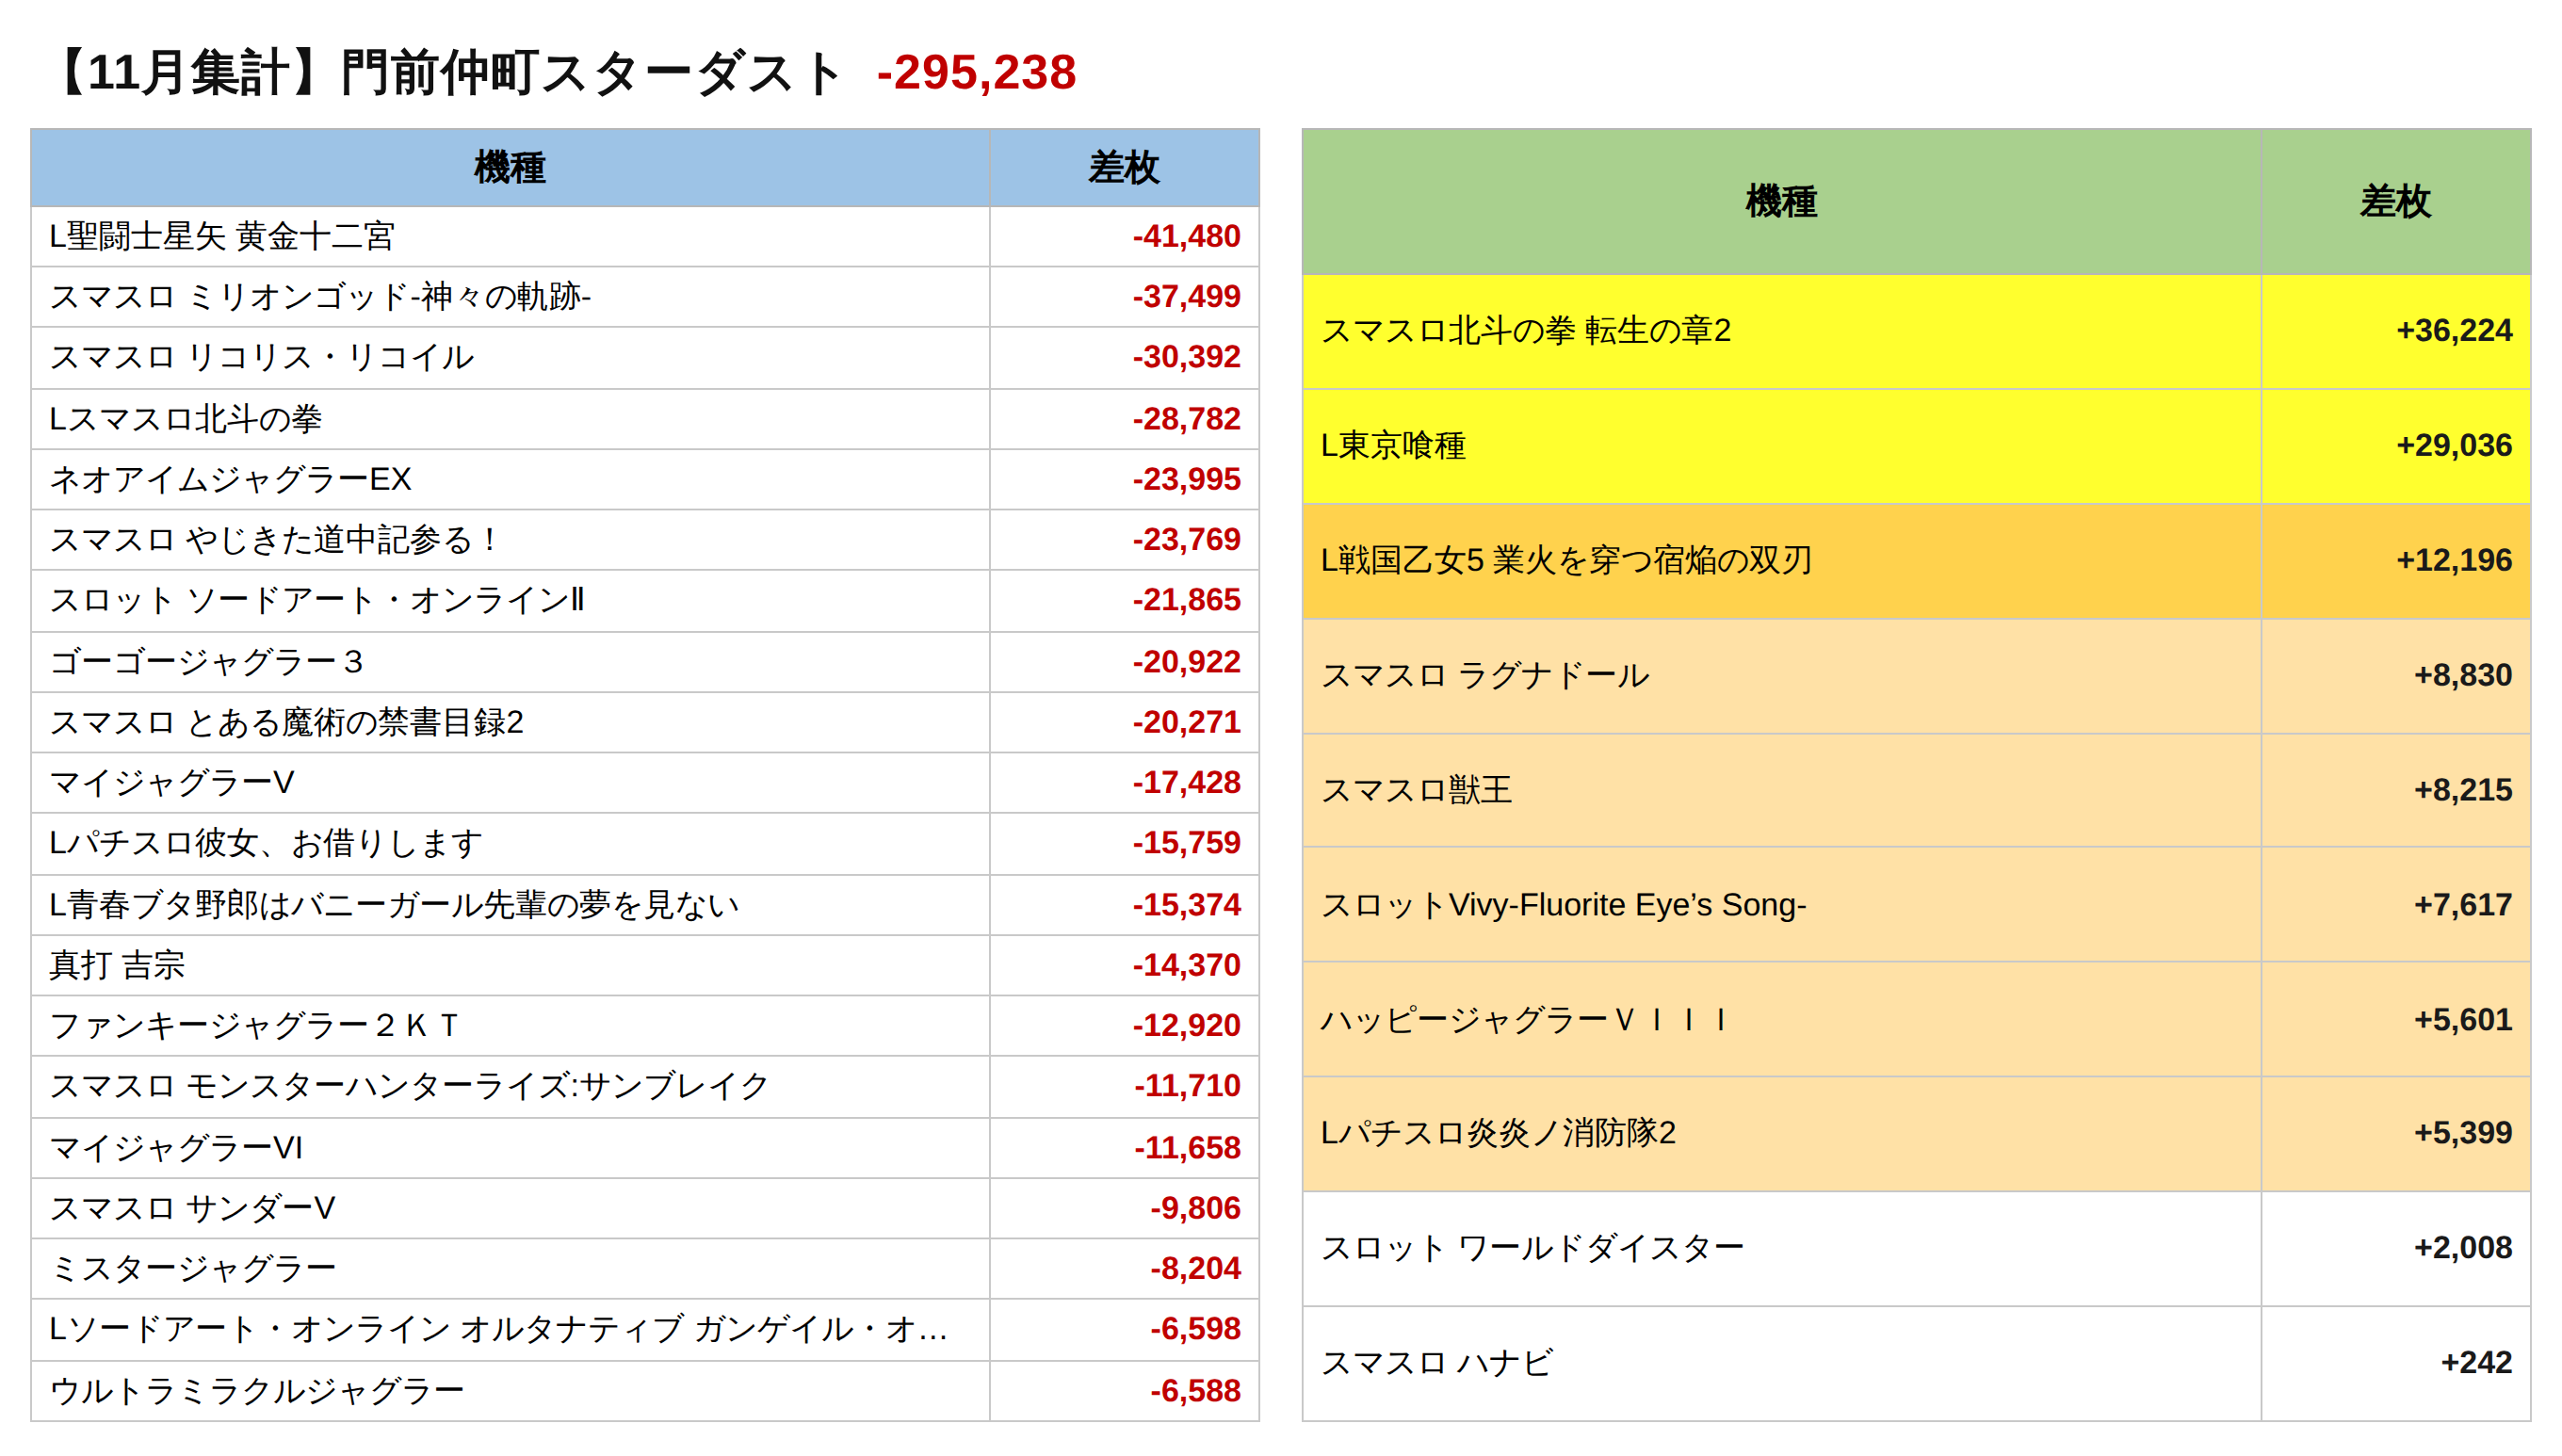 【11月集計】門前仲町スターダスト -295,238
機種 差枚
L聖闘士星矢 黄金十二宮 -41,480
スマスロ ミリオンゴッド-神々の軌跡- -37,499
スマスロ リコリス・リコイル -30,392
Lスマスロ北斗の拳 -28,782
ネオアイムジャグラーEX -23,995
スマスロ やじきた道中記参る！ -23,769
スロット ソードアート・オンラインⅡ -21,865
ゴーゴージャグラー３ -20,922
スマスロ とある魔術の禁書目録2 -20,271
マイジャグラーV -17,428
Lパチスロ彼女、お借りします -15,759
L青春ブタ野郎はバニーガール先輩の夢を見ない -15,374
真打 吉宗 -14,370
ファンキージャグラー２ＫＴ -12,920
スマスロ モンスターハンターライズ:サンブレイク -11,710
マイジャグラーVI -11,658
スマスロ サンダーV -9,806
ミスタージャグラー -8,204
Lソードアート・オンライン オルタナティブ ガンゲイル・オ… -6,598
ウルトラミラクルジャグラー -6,588
機種 差枚
スマスロ北斗の拳 転生の章2 +36,224
L東京喰種 +29,036
L戦国乙女5 業火を穿つ宿焔の双刃 +12,196
スマスロ ラグナドール +8,830
スマスロ獣王 +8,215
スロットVivy-Fluorite Eye’s Song- +7,617
ハッピージャグラーＶＩＩＩ +5,601
Lパチスロ炎炎ノ消防隊2 +5,399
スロット ワールドダイスター +2,008
スマスロ ハナビ +242